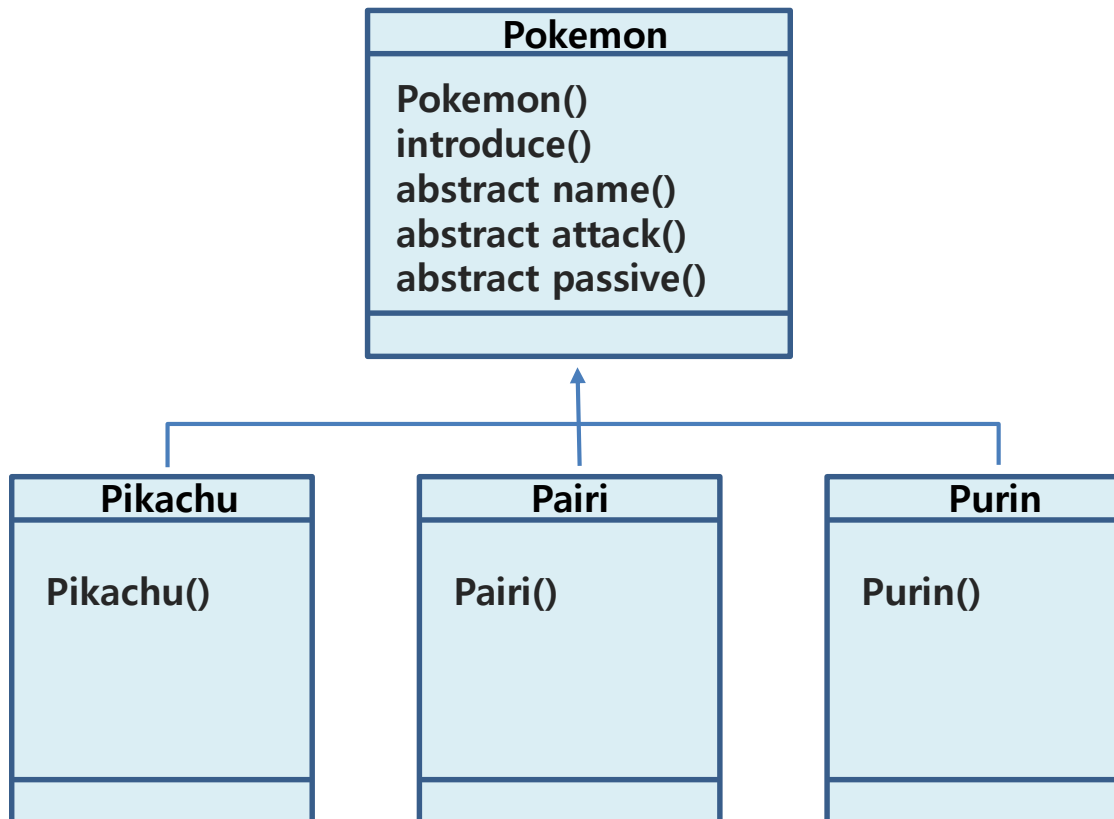 Pokemon
Pokemon()
introduce()
abstract name()
abstract attack()
abstract passive()
Pikachu
Pikachu()
Pairi
Pairi()
Purin
Purin()